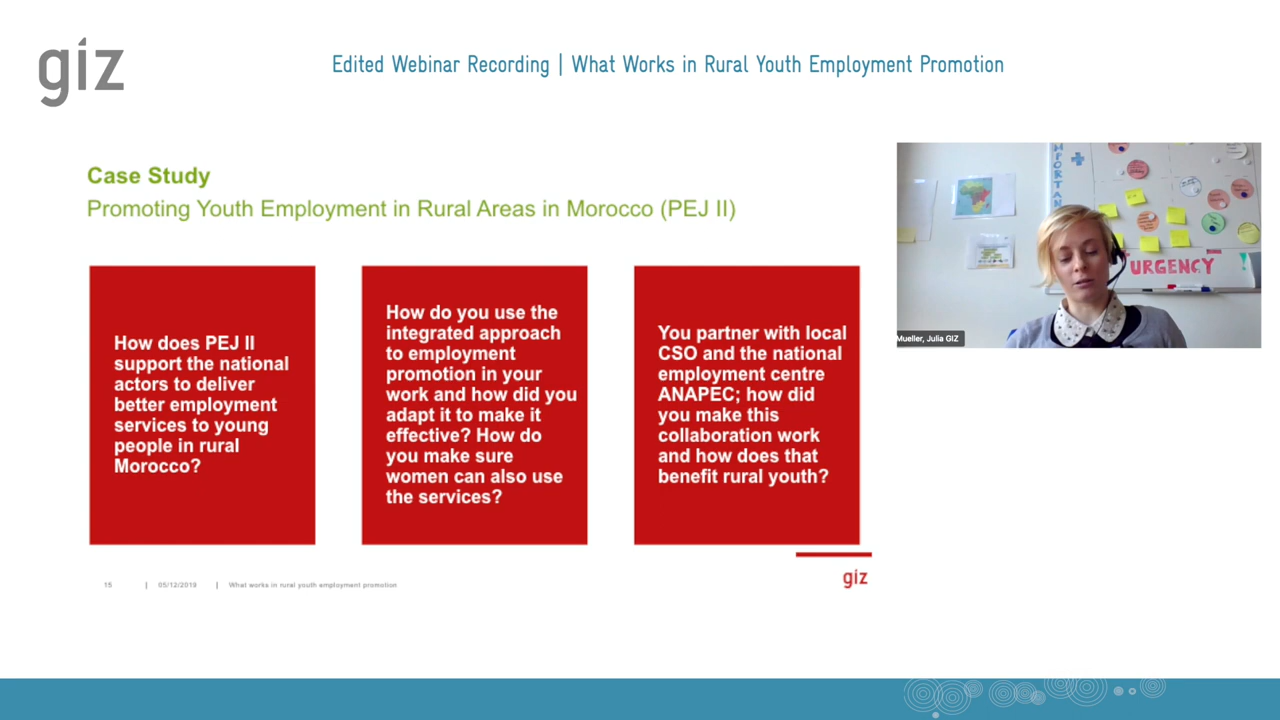 giz
Edited Webinar Recording | What Works in Rural Youth Employment Promotion
Case Study
Promoting Youth Employment in Rural Areas in Morocco (PEJ II)
How does PEJ II
support the national
actors to deliver
better employment
services to young
people in rural
Morocco?
How do you use the
integrated approach
to employment
promotion in your
work and how did you
adapt it to make it
effective? How do
you make sure
women can also use
the services?
You partner with local
CSO and the national
employment centre
ANAPEC; how did
you make this
collaboration work
and how does that
benefit rural youth?
URGENCY !
Mueller, Julia GIZ
15 | 05/12/2019 | What works in rural youth employment promotion
giz